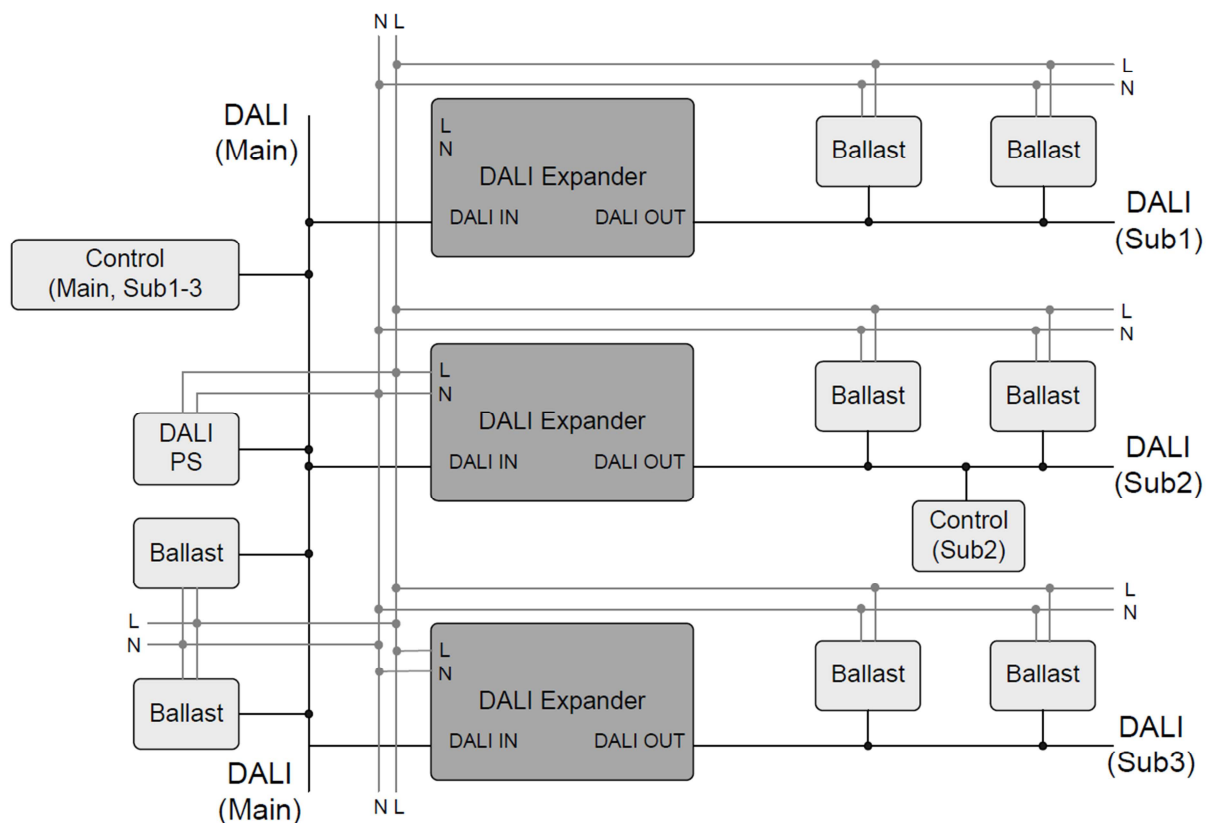 N L
L
N
DALI
(Main)
L
N
DALI Expander
DALI IN
DALI OUT
Ballast
Ballast
DALI
(Sub1)
Control
(Main, Sub1-3
L
N
L
N
DALI Expander
DALI IN
DALI OUT
Ballast
Ballast
DALI
(Sub2)
DALI
PS
Control
(Sub2)
Ballast
L
N
L
N
L
N
DALI Expander
DALI IN
DALI OUT
Ballast
Ballast
DALI
(Sub3)
Ballast
DALI
(Main)
N L